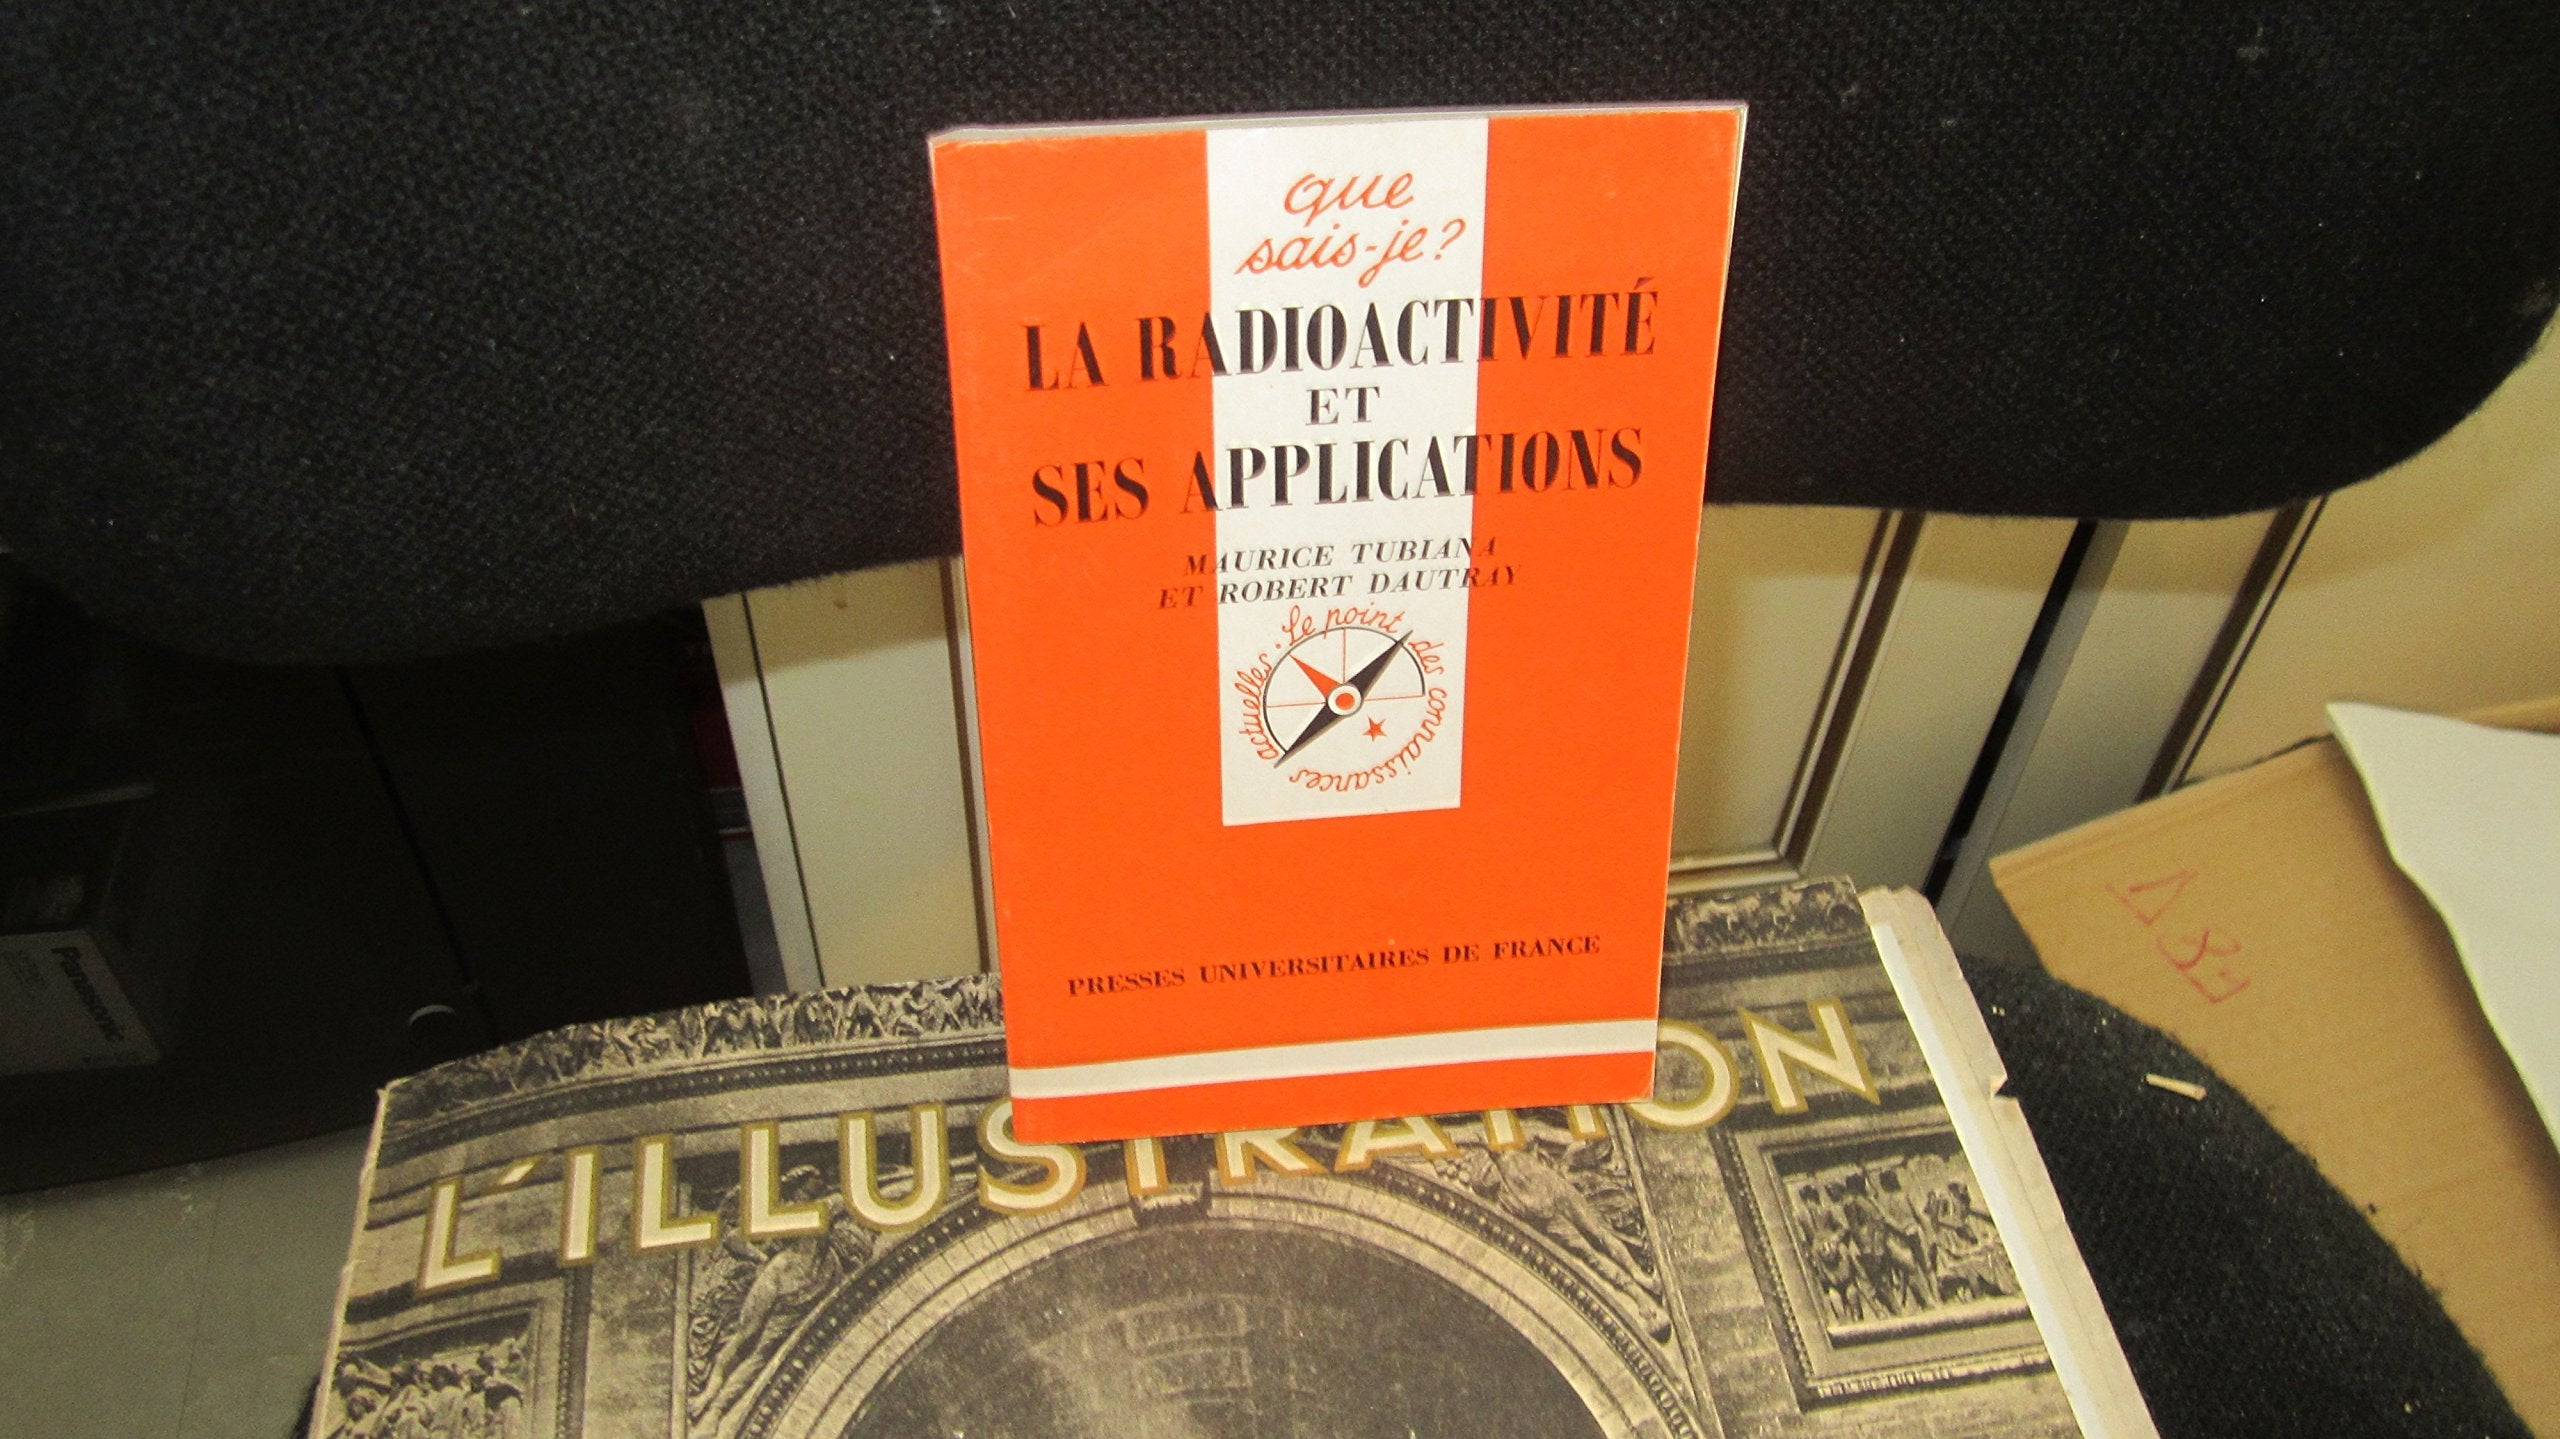 que
sais-je?
LA RADIOACTIVITÉ
ET
SES APPLICATIONS
MAURICE TUBIANA
ET ROBERT DAUTRAY
Le point des connaissances actuelles.
PRESSES UNIVERSITAIRES DE FRANCE
L'ILLUSTRATION
Panasonic